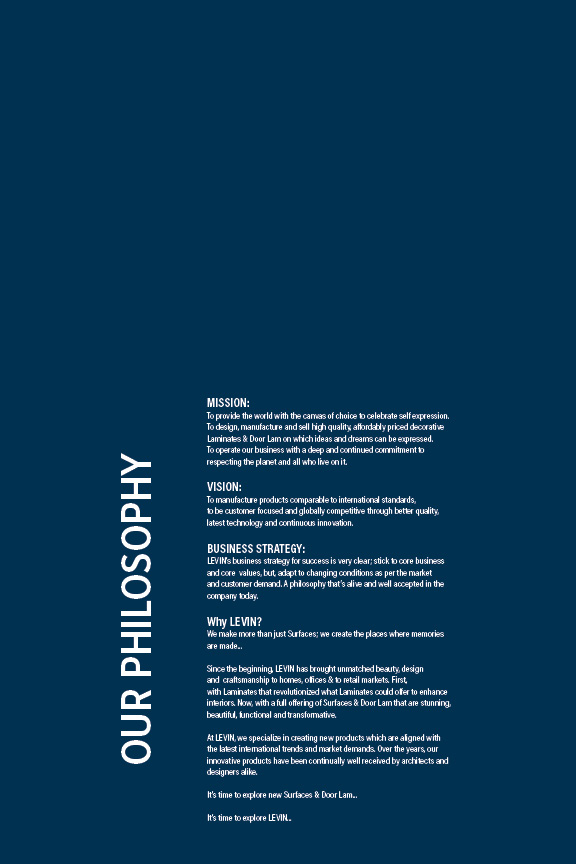 OUR PHILOSOPHY
MISSION:
To provide the world with the canvas of choice to celebrate self expression.
To design, manufacture and sell high quality, affordably priced decorative
Laminates & Door Lam on which ideas and dreams can be expressed.
To operate our business with a deep and continued commitment to
respecting the planet and all who live on it.
VISION:
To manufacture products comparable to international standards,
to be customer focused and globally competitive through better quality,
latest technology and continuous innovation.
BUSINESS STRATEGY:
LEVIN's business strategy for success is very clear; stick to core business
and core values, but, adapt to changing conditions as per the market
and customer demand. A philosophy that's alive and well accepted in the
company today.
Why LEVIN?
We make more than just Surfaces; we create the places where memories
are made...
Since the beginning, LEVIN has brought unmatched beauty, design
and craftsmanship to homes, offices & to retail markets. First,
with Laminates that revolutionized what Laminates could offer to enhance
interiors. Now, with a full offering of Surfaces & Door Lam that are stunning,
beautiful, functional and transformative.
At LEVIN, we specialize in creating new products which are aligned with
the latest international trends and market demands. Over the years, our
innovative products have been continually well received by architects and
designers alike.
It's time to explore new Surfaces & Door Lam...
It's time to explore LEVIN...